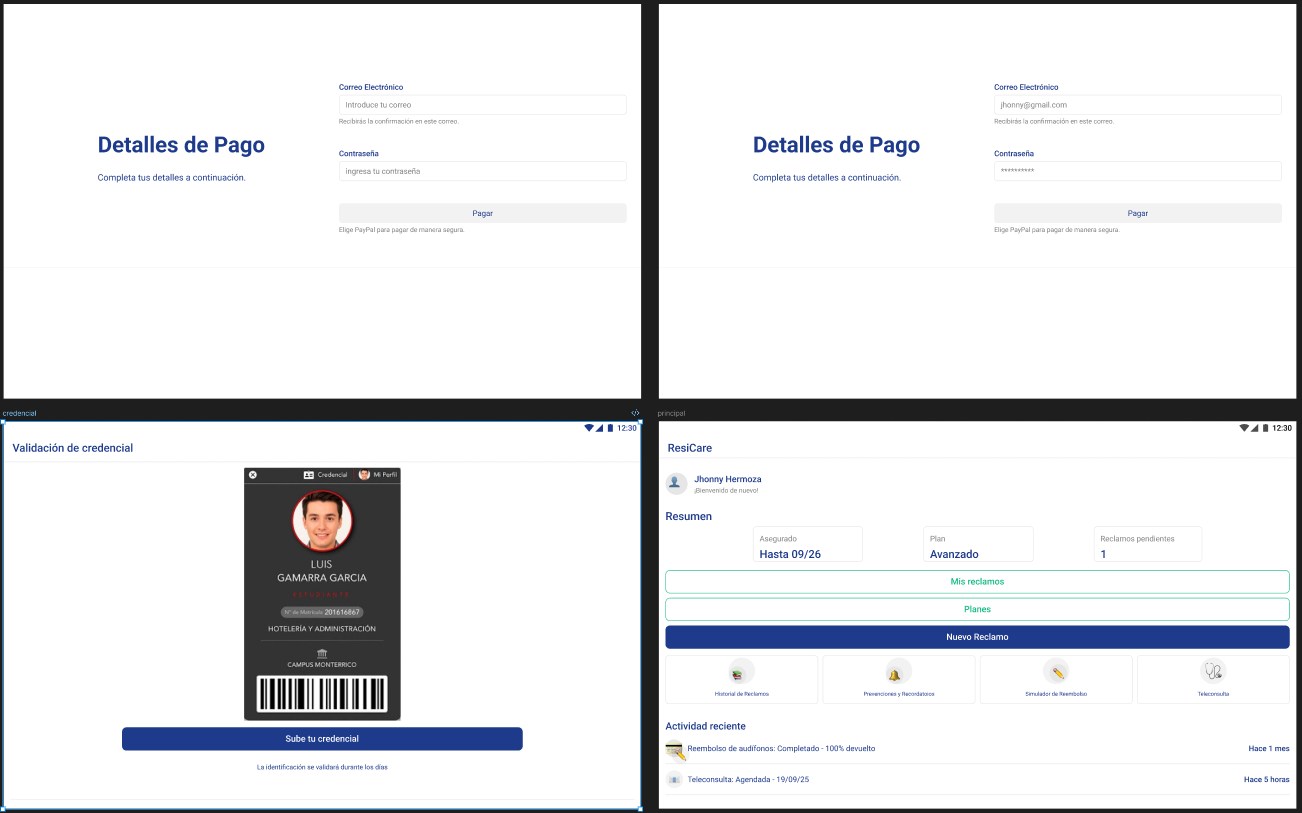 Correo Electrónico
Introduce tu correo
Recibirás la confirmación en este correo.
Detalles de Pago
Completa tus detalles a continuación.
Contraseña
Ingresa tu contraseña
Pagar
Elige PayPal para pagar de manera segura.
Correo Electrónico
jhonny@gmail.com
Recibirás la confirmación en este correo.
Detalles de Pago
Completa tus detalles a continuación.
Contraseña
**********
Pagar
Elige PayPal para pagar de manera segura.
credencial
12:30
Validación de credencial
Credencial
Mi Perfil
LUIS
GAMARRA GARCIA
ESTUDIANTE
N° de Matrícula 201616867
HOTELERÍA Y ADMINISTRACIÓN
CAMPUS MONTERRICO
Sube tu credencial
La identificación se validará durante los días
principal
12:30
ResiCare
Jhonny Hermoza
¡Bienvenido de nuevo!
Resumen
Asegurado
Hasta 09/26
Plan
Avanzado
Reclamos pendientes
1
Mis reclamos
Planes
Nuevo Reclamo
Historial de Reclamos
Prevenciones y Recordatorios
Simulador de Reembolso
Teleconsulta
Actividad reciente
Reembolso de audífonos: Completado - 100% devuelto
Hace 1 mes
Teleconsulta: Agendada - 19/09/25
Hace 5 horas